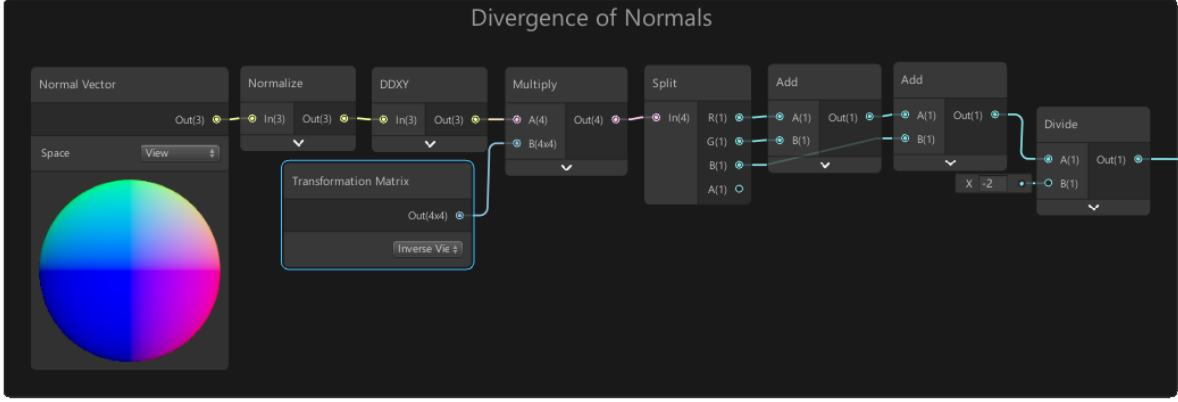 Divergence of Normals
Normal Vector
Out(3)
Space
View
Normalize
In(3)
Out(3)
DDXY
In(3)
Out(3)
Transformation Matrix
Out(4x4)
Inverse Vie
Multiply
A(4)
Out(4)
B(4x4)
Split
In(4)
R(1)
G(1)
B(1)
A(1)
Add
A(1)
Out(1)
B(1)
Add
A(1)
Out(1)
B(1)
X -2
Divide
A(1)
Out(1)
B(1)